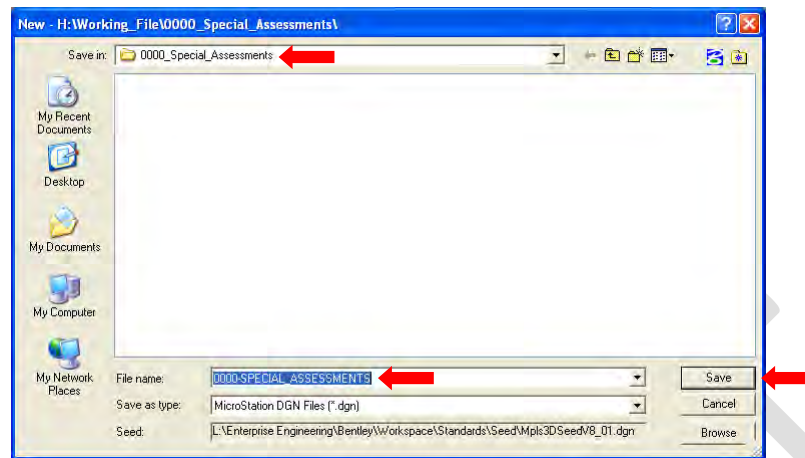 New - H:\Working_File\0000_Special_Assessments\
Save in: 0000_Special_Assessments
My Recent
Documents
Desktop
My Documents
My Computer
My Network
Places
File name: 0000-SPECIAL_ASSESSMENTS Save
Save as type: MicroStation DGN Files (*.dgn) Cancel
Seed: L:\Enterprise Engineering\Bentley\Workspace\Standards\Seed\Mpls3DSeedV8_01.dgn Browse